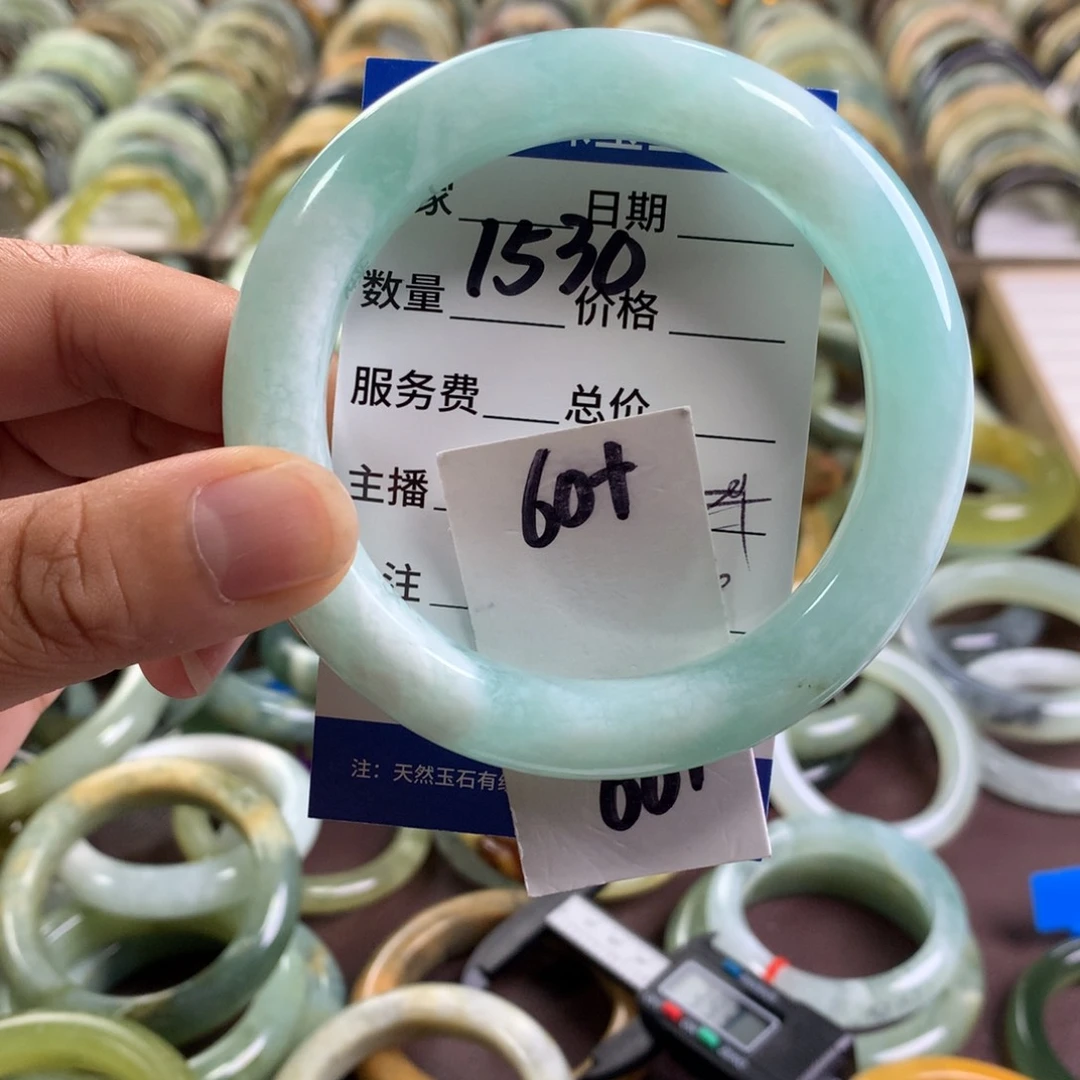 家 日期
1530
数量 价格
服务费 总价
主播
60+
注
注：天然玉石有
60+